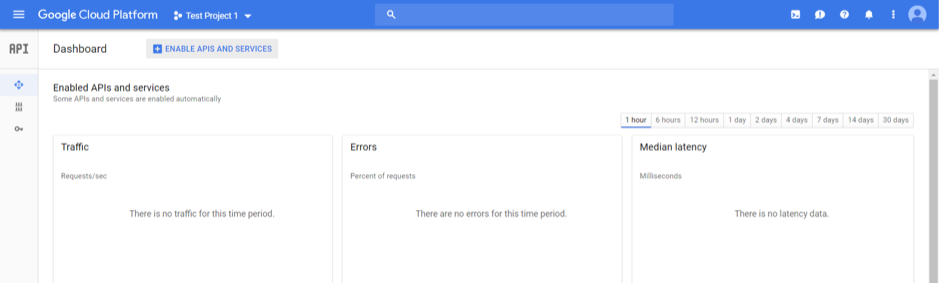 Google Cloud Platform
Test Project 1
API
Dashboard
ENABLE APIS AND SERVICES
Enabled APIs and services
Some APIs and services are enabled automatically
1 hour 6 hours 12 hours 1 day 2 days 4 days 7 days 14 days 30 days
Traffic
Requests/sec
There is no traffic for this time period.
Errors
Percent of requests
There are no errors for this time period.
Median latency
Milliseconds
There is no latency data.